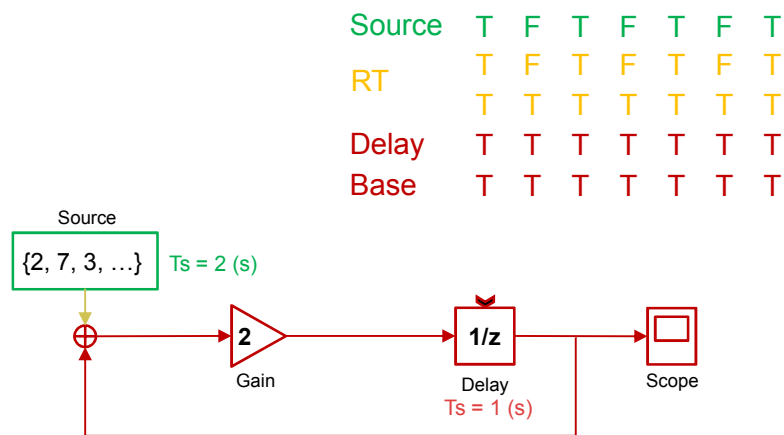 Source T F T F T F T
RT T F T F T F T
T T T T T T T
Delay T T T T T T T
Base T T T T T T T
Source
{2, 7, 3, …} Ts = 2 (s)
2 1/z
Gain Delay Scope
Ts = 1 (s)